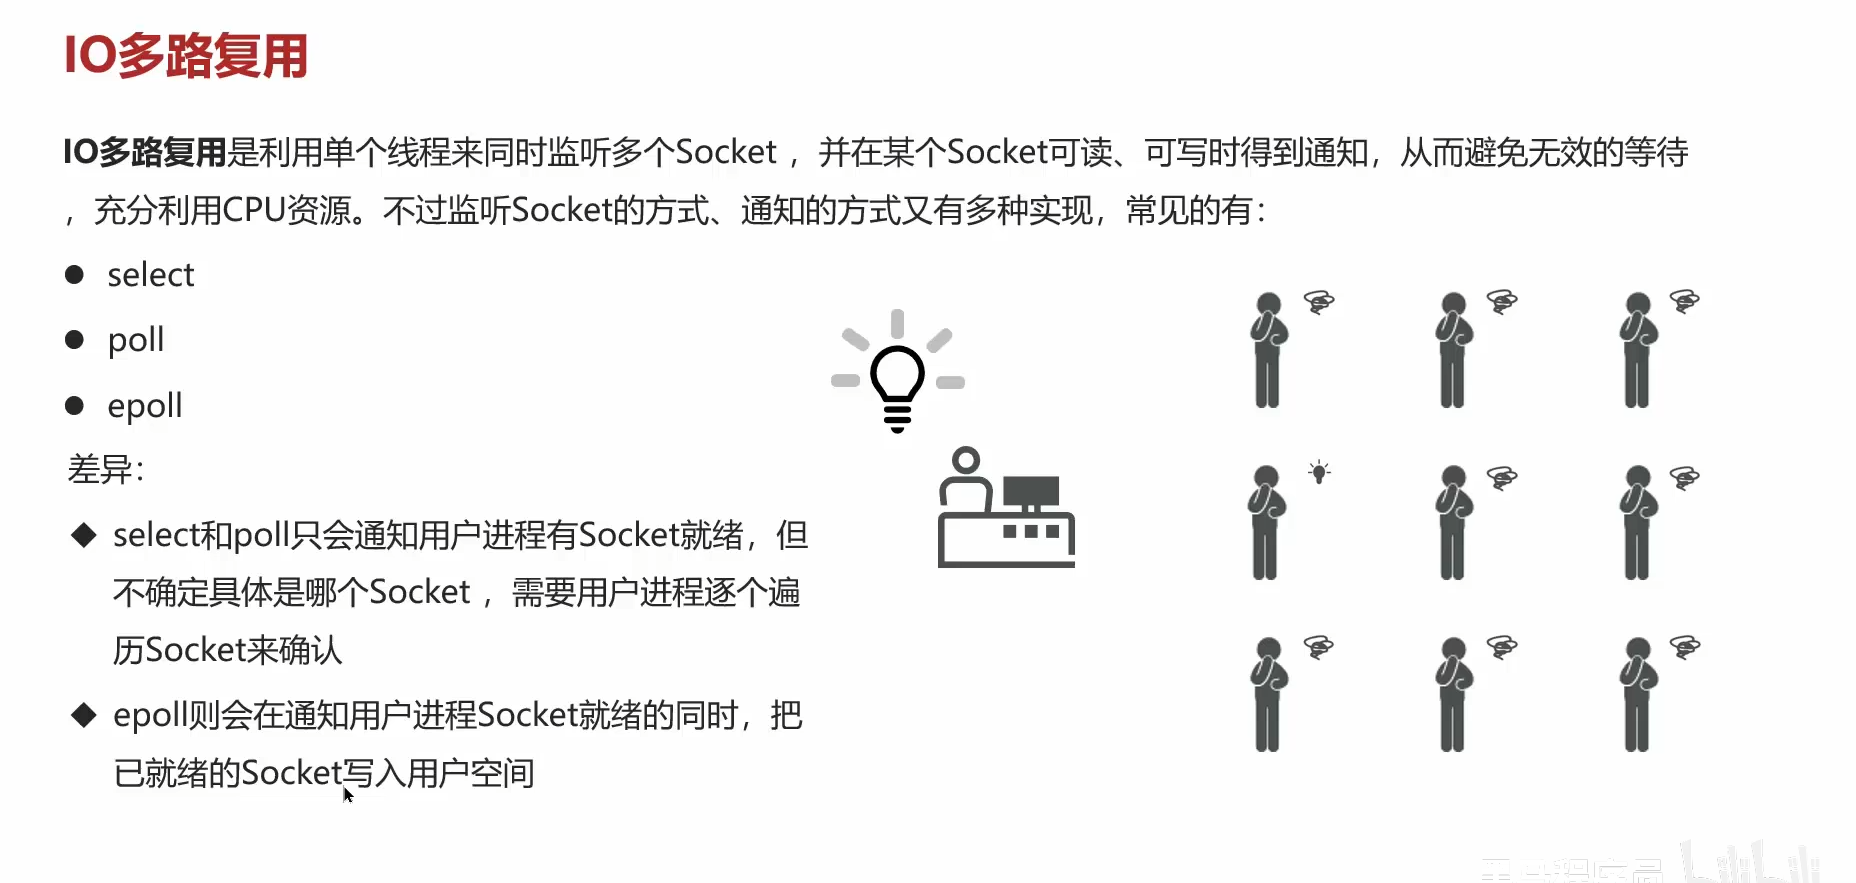 IO多路复用
IO多路复用是利用单个线程来同时监听多个Socket ，并在某个Socket可读、可写时得到通知，从而避免无效的等待
，充分利用CPU资源。不过监听Socket的方式、通知的方式又有多种实现，常见的有：
● select
● poll
● epoll
差异：
◆ select和poll只会通知用户进程有Socket就绪，但
不确定具体是哪个Socket ，需要用户进程逐个遍
历Socket来确认
◆ epoll则会在通知用户进程Socket就绪的同时，把
已就绪的Socket写入用户空间